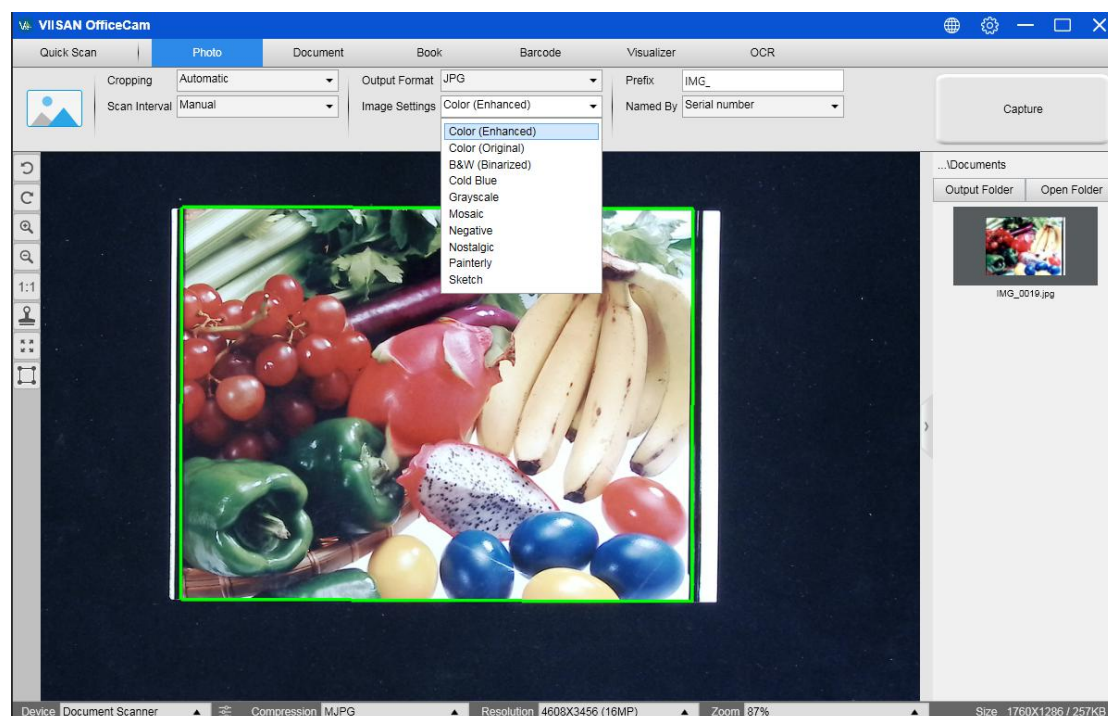 VIISAN OfficeCam
Quick Scan Photo Document Book Barcode Visualizer OCR
Cropping Automatic Output Format JPG Prefix IMG_
Scan Interval Manual Image Settings Color (Enhanced) Named By Serial number
Capture
Color (Enhanced)
Color (Original)
B&W (Binarized)
Cold Blue
Grayscale
Mosaic
Negative
Nostalgic
Painterly
Sketch
1:1
...\Documents
Output Folder Open Folder
IMG_0019.jpg
Device Document Scanner Compression MJPG Resolution 4608X3456 (16MP) Zoom 87% Size 1760X1286 / 257KB